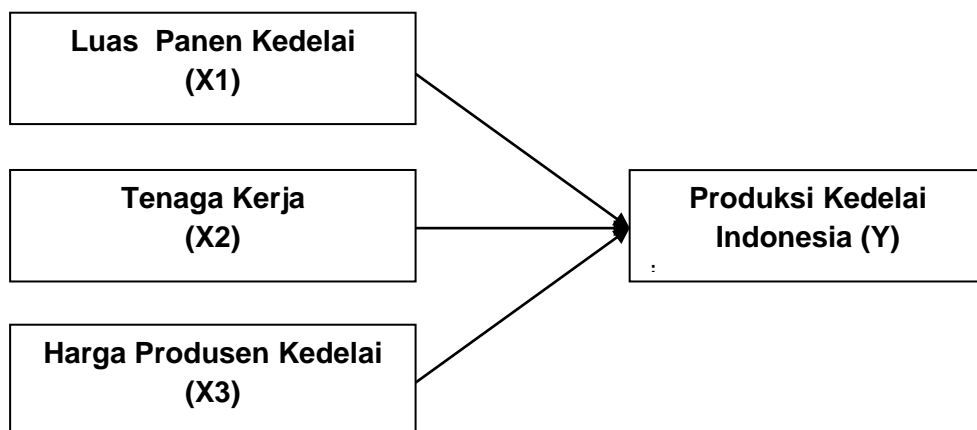 Luas Panen Kedelai
(X1)
Tenaga Kerja
(X2)
Harga Produsen Kedelai
(X3)
Produksi Kedelai
Indonesia (Y)
: